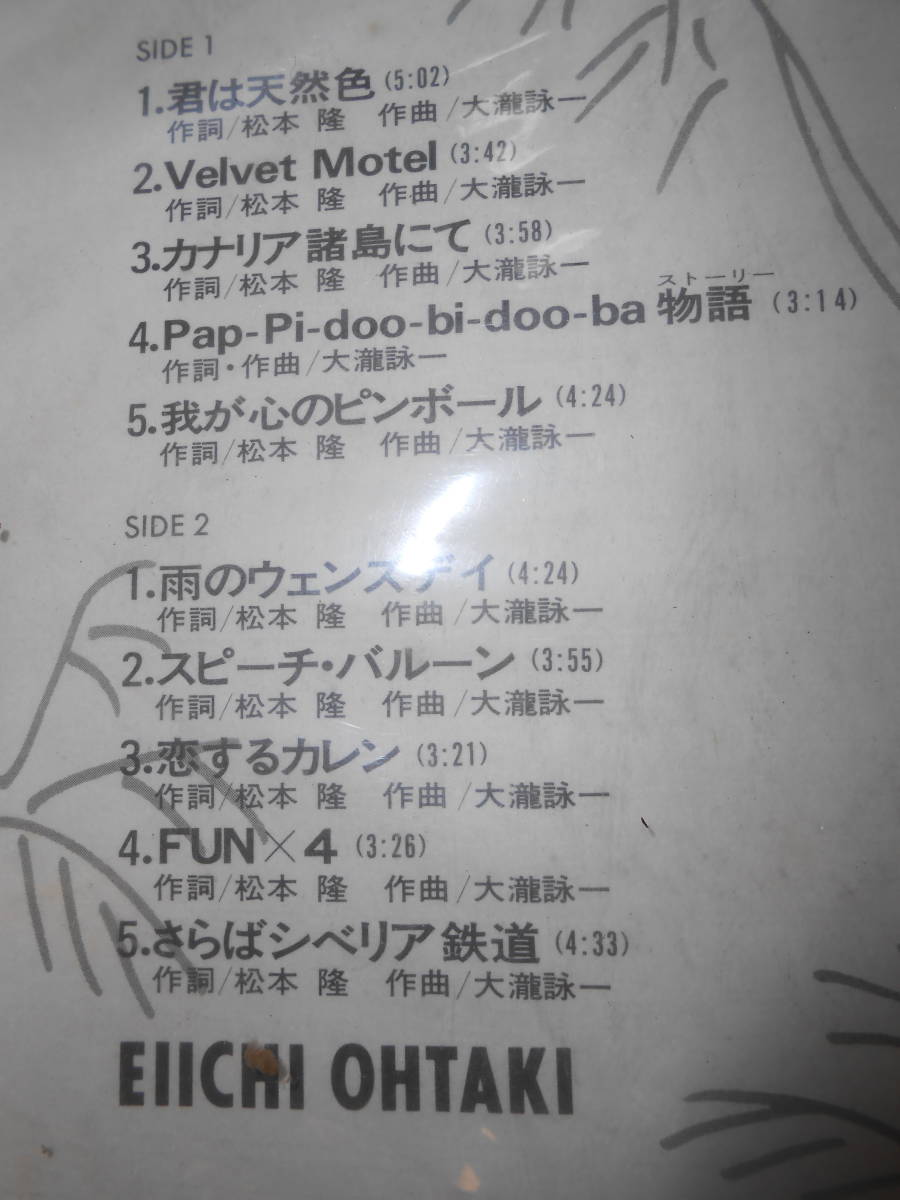 SIDE 1
1.君は天然色(5:02)
作詞/松本 隆 作曲/大瀧詠一
2.Velvet Motel(3:42)
作詞/松本 隆 作曲/大瀧詠一
3.カナリア諸島にて(3:58)
作詞/松本 隆 作曲/大瀧詠一
ストーリー
4.Pap-Pi-doo-bi-doo-ba 物語(3:14)
作詞・作曲/大瀧詠一
5.我が心のピンボール(4:24)
作詞/松本 隆 作曲/大瀧詠一
SIDE 2
1.雨のウェンズデイ(4:24)
作詞/松本 隆 作曲/大瀧詠一
2.スピーチ・バルーン(3:55)
作詞/松本 隆 作曲/大瀧詠一
3.恋するカレン(3:21)
作詞/松本 隆 作曲/大瀧詠一
4.FUN×4(3:26)
作詞/松本 隆 作曲/大瀧詠一
5.さらばシベリア鉄道(4:33)
作詞/松本 隆 作曲/大瀧詠一
EIICHI OHTAKI